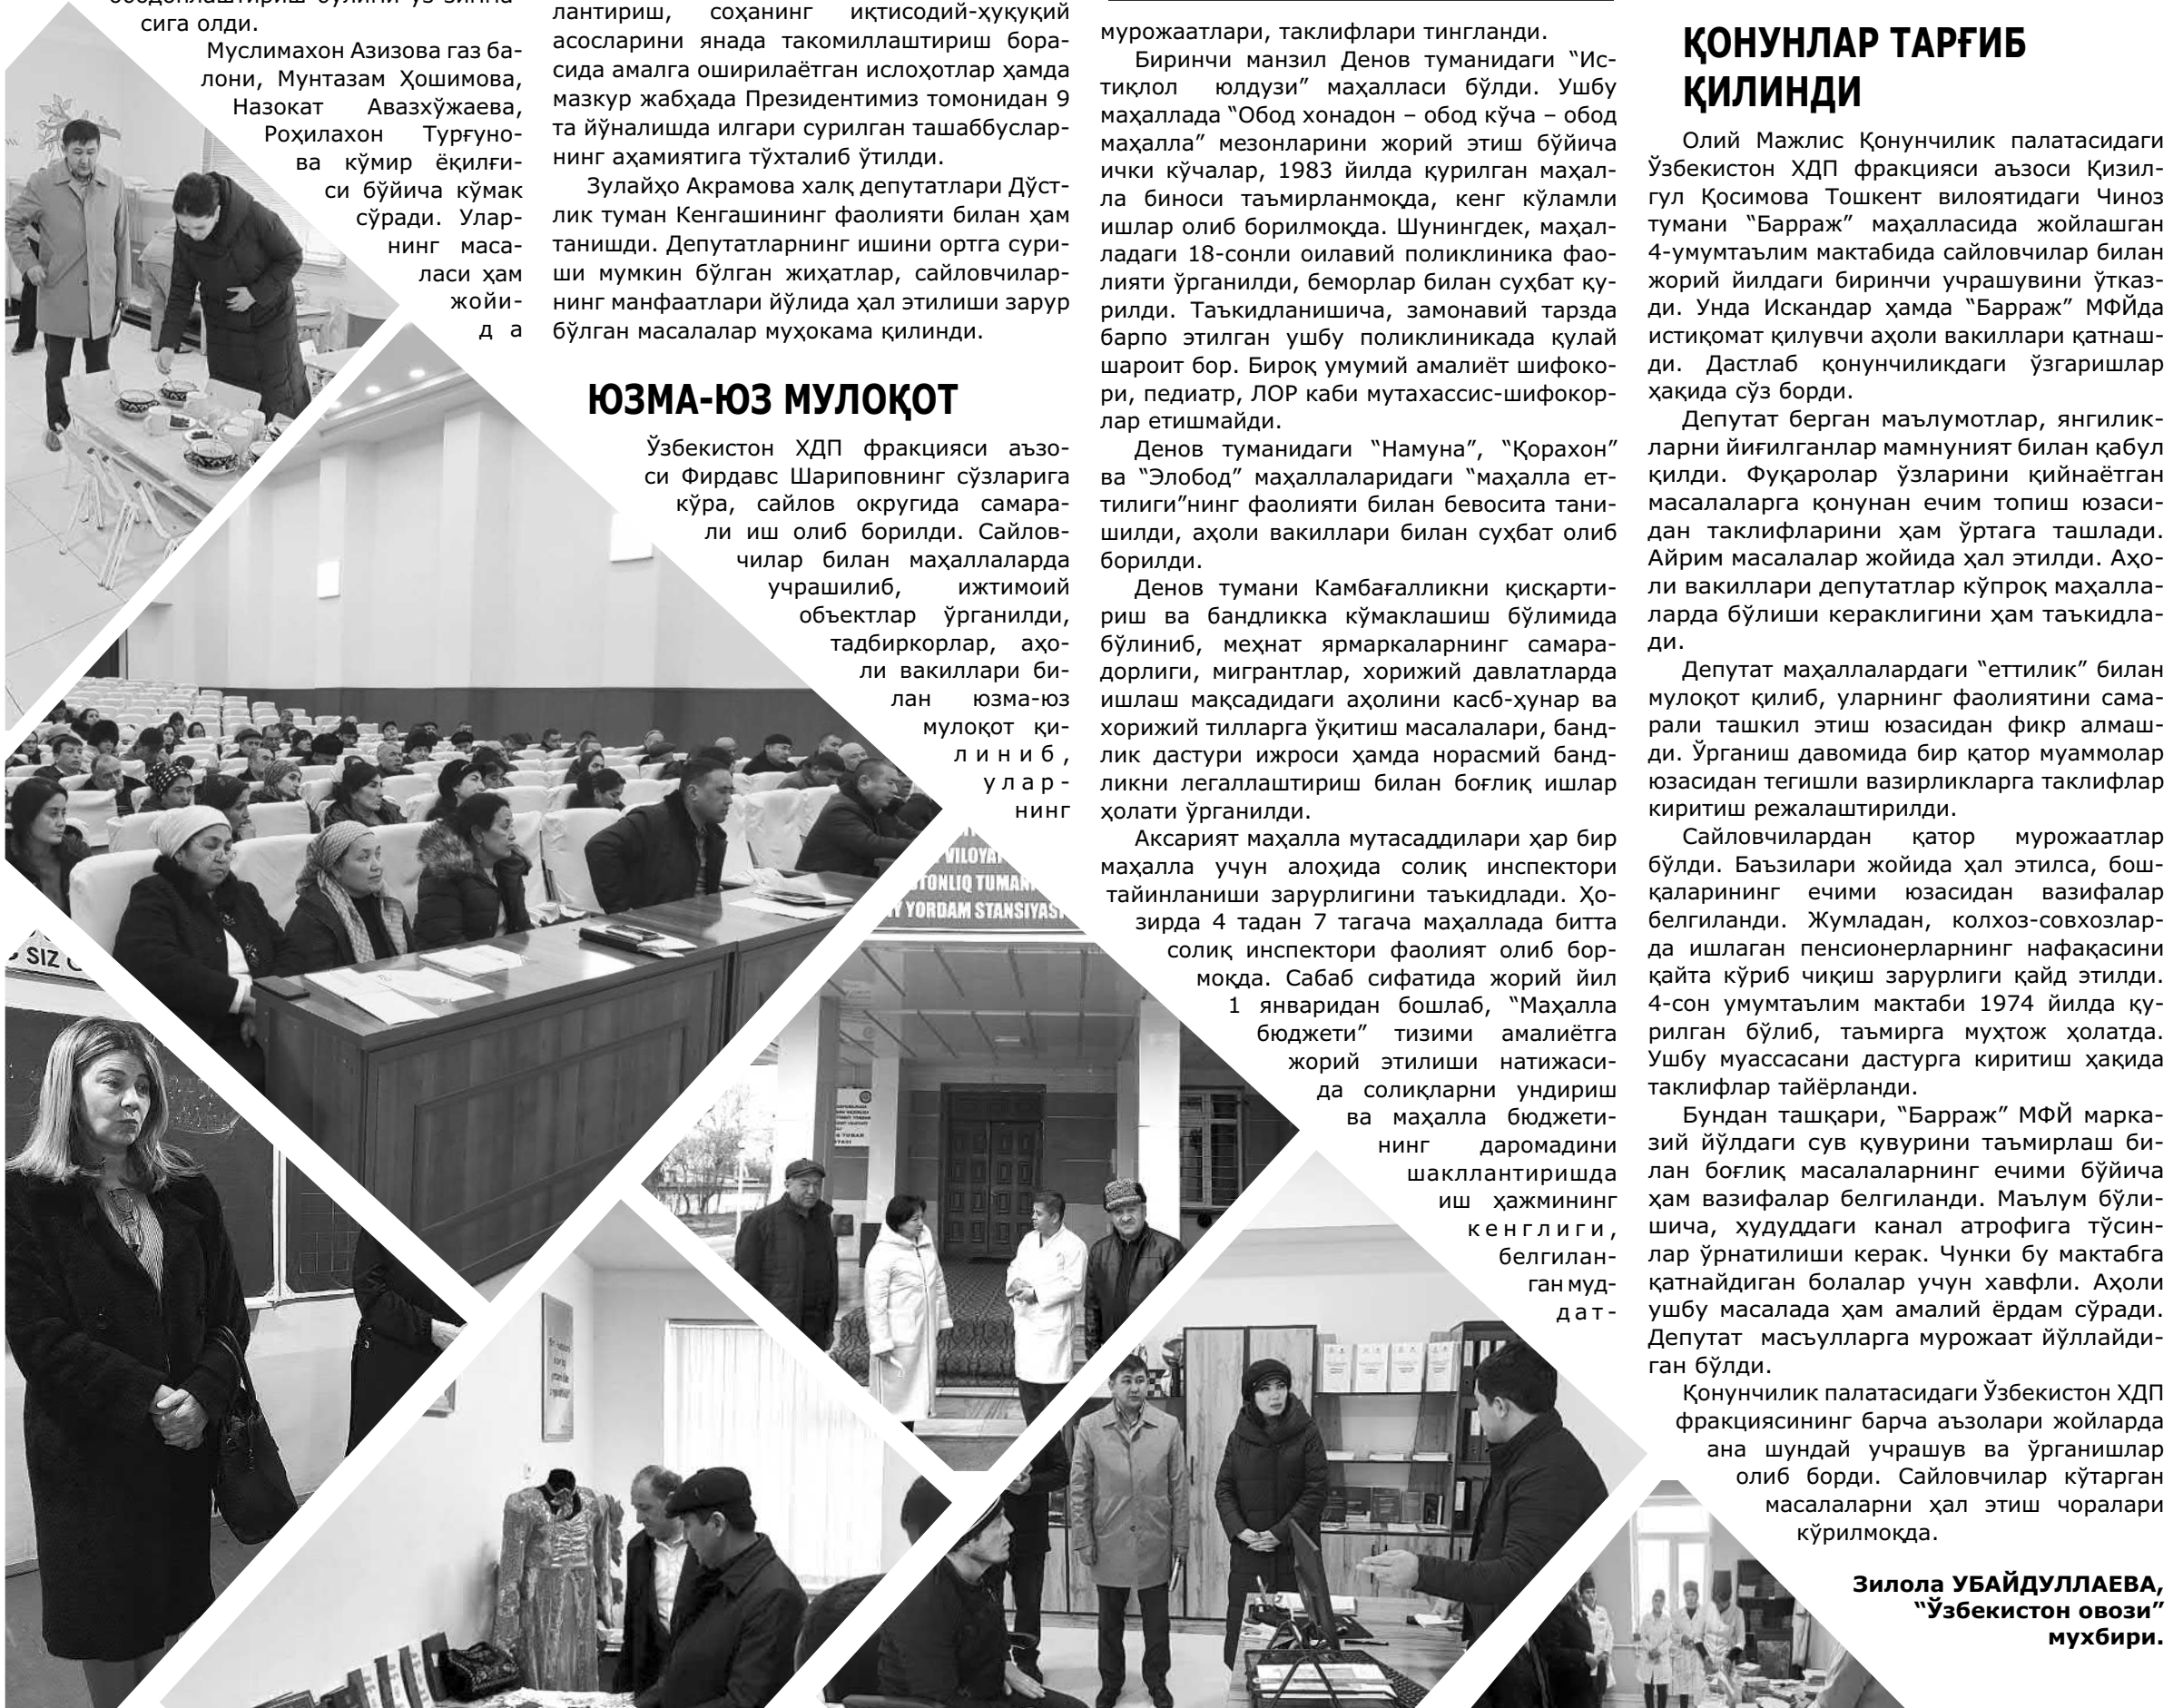 сига олди.
Муслимахон Азизова газ ба-
лони, Мунтазам Ҳошимова,
Назокат Авазхўжаева,
Роҳилахон Турғуно-
ва кўмир ёқилғи-
си бўйича кўмак
сўради. Улар-
нинг маса-
ласи ҳам
жойи-
д а
лантириш, соҳанинг иқтисодий-ҳуқуқий
асосларини янада такомиллаштириш бора-
сида амалга оширилаётган ислоҳотлар ҳамда
мазкур жабҳада Президентимиз томонидан 9
та йўналишда илгари сурилган ташаббуслар-
нинг аҳамиятига тўхталиб ўтилди.
Зулайҳо Акрамова халқ депутатлари Дўст-
лик туман Кенгашининг фаолияти билан ҳам
танишди. Депутатларнинг ишини ортга сури-
ши мумкин бўлган жиҳатлар, сайловчилар-
нинг манфаатлари йўлида ҳал этилиши зарур
бўлган масалалар муҳокама қилинди.
ЮЗМА-ЮЗ МУЛОҚОТ
Ўзбекистон ХДП фракцияси аъзо-
си Фирдавс Шариповнинг сўзларига
кўра, сайлов округида самара-
ли иш олиб борилди. Сайлов-
чилар билан маҳаллаларда
учрашилиб, ижтимоий
объектлар ўрганилди,
тадбиркорлар, аҳо-
ли вакиллари би-
лан юзма-юз
мулоқот қи-
линиб,
улар-
нинг
мурожаатлари, таклифлари тингланди.
Биринчи манзил Денов туманидаги “Ис-
тиқлол юлдузи” маҳалласи бўлди. Ушбу
маҳаллада “Обод хонадон – обод кўча – обод
маҳалла” мезонларини жорий этиш бўйича
ички кўчалар, 1983 йилда қурилган маҳал-
ла биноси таъмирланмоқда, кенг кўламли
ишлар олиб борилмоқда. Шунингдек, маҳал-
ладаги 18-сонли оилавий поликлиника фао-
лияти ўрганилди, беморлар билан суҳбат қу-
рилди. Таъкидланишича, замонавий тарзда
барпо этилган ушбу поликлиникада қулай
шароит бор. Бироқ умумий амалиёт шифоко-
ри, педиатр, ЛОР каби мутахассис-шифокор-
лар етишмайди.
Денов туманидаги “Намуна”, “Қорахон”
ва “Элобод” маҳаллаларидаги “маҳалла ет-
тилиги”нинг фаолияти билан бевосита тани-
шилди, аҳоли вакиллари билан суҳбат олиб
борилди.
Денов тумани Камбағалликни қисқарти-
риш ва бандликка кўмаклашиш бўлимида
бўлиниб, меҳнат ярмаркаларнинг самара-
дорлиги, мигрантлар, хорижий давлатларда
ишлаш мақсадидаги аҳолини касб-ҳунар ва
хорижий тилларга ўқитиш масалалари, банд-
лик дастури ижроси ҳамда норасмий банд-
ликни легаллаштириш билан боғлиқ ишлар
ҳолати ўрганилди.
Аксарият маҳалла мутасаддилари ҳар бир
маҳалла учун алоҳида солиқ инспектори
тайинланиши зарурлигини таъкидлади. Ҳо-
зирда 4 тадан 7 тагача маҳаллада битта
солиқ инспектори фаолият олиб бор-
моқда. Сабаб сифатида жорий йил
1 январидан бошлаб, “Маҳалла
бюджети” тизими амалиётга
жорий этилиши натижаси-
да солиқларни ундириш
ва маҳалла бюджети-
нинг даромадини
шакллантиришда
иш ҳажмининг
кенглиги,
белгилан-
ган муд-
дат-
ҚОНУНЛАР ТАРҒИБ
ҚИЛИНДИ
Олий Мажлис Қонунчилик палатасидаги
Ўзбекистон ХДП фракцияси аъзоси Қизил-
гул Қосимова Тошкент вилоятидаги Чиноз
тумани “Барраж” маҳалласида жойлашган
4-умумтаълим мактабида сайловчилар билан
жорий йилдаги биринчи учрашувини ўтказ-
ди. Унда Искандар ҳамда “Барраж” МФЙда
истиқомат қилувчи аҳоли вакиллари қатнаш-
ди. Дастлаб қонунчиликдаги ўзгаришлар
ҳақида сўз борди.
Депутат берган маълумотлар, янгилик-
ларни йиғилганлар мамнуният билан қабул
қилди. Фуқаролар ўзларини қийнаётган
масалаларга қонунан ечим топиш юзаси-
дан таклифларини ҳам ўртага ташлади.
Айрим масалалар жойида ҳал этилди. Аҳо-
ли вакиллари депутатлар кўпроқ маҳалла-
ларда бўлиши кераклигини ҳам таъкидла-
ди.
Депутат маҳаллалардаги “еттилик” билан
мулоқот қилиб, уларнинг фаолиятини сама-
рали ташкил этиш юзасидан фикр алмаш-
ди. Ўрганиш давомида бир қатор муаммолар
юзасидан тегишли вазирликларга таклифлар
киритиш режалаштирилди.
Сайловчилардан қатор мурожаатлар
бўлди. Баъзилари жойида ҳал этилса, бош-
қаларининг ечими юзасидан вазифалар
белгиланди. Жумладан, колхоз-совхозлар-
да ишлаган пенсионерларнинг нафақасини
қайта кўриб чиқиш зарурлиги қайд этилди.
4-сон умумтаълим мактаби 1974 йилда қу-
рилган бўлиб, таъмирга муҳтож ҳолатда.
Ушбу муассасани дастурга киритиш ҳақида
таклифлар тайёрланди.
Бундан ташқари, “Барраж” МФЙ марка-
зий йўлдаги сув қувурини таъмирлаш би-
лан боғлиқ масалаларнинг ечими бўйича
ҳам вазифалар белгиланди. Маълум бўли-
шича, ҳудуддаги канал атрофига тўсин-
лар ўрнатилиши керак. Чунки бу мактабга
қатнайдиган болалар учун хавфли. Аҳоли
ушбу масалада ҳам амалий ёрдам сўради.
Депутат масъулларга мурожаат йўллайди-
ган бўлди.
Қонунчилик палатасидаги Ўзбекистон ХДП
фракциясининг барча аъзолари жойларда
ана шундай учрашув ва ўрганишлар
олиб борди. Сайловчилар кўтарган
масалаларни ҳал этиш чоралари
кўрилмоқда.
Зилола УБАЙДУЛЛАЕВА,
“Ўзбекистон овози”
мухбири.
TUMANI
YORDAM STANSIYASI
SIZ